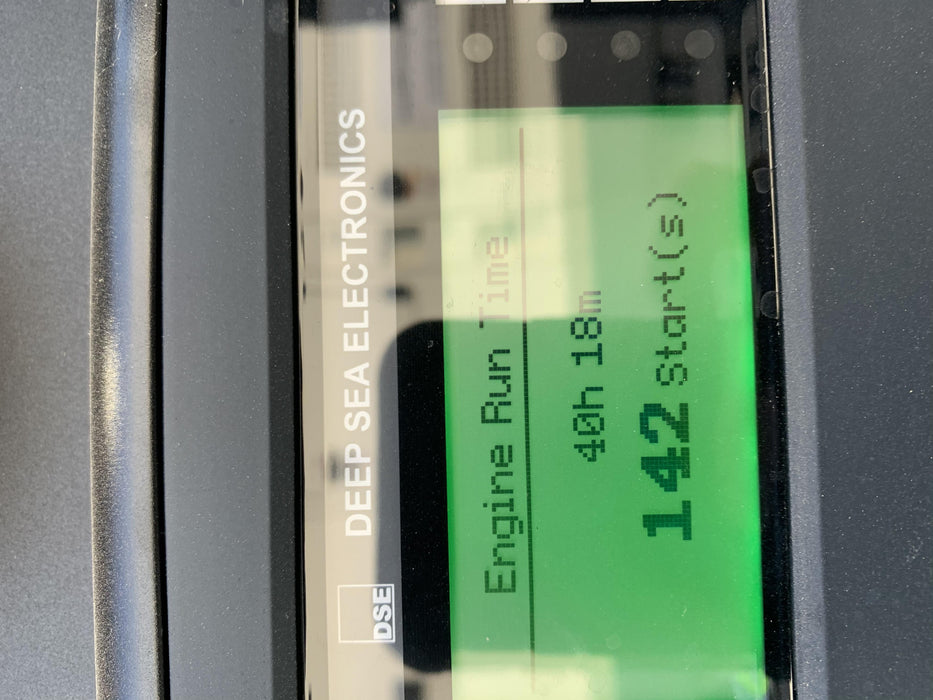 DSE DEEP SEA ELECTRONICS
Engine Run Time
40h 18m
142 Start(s)